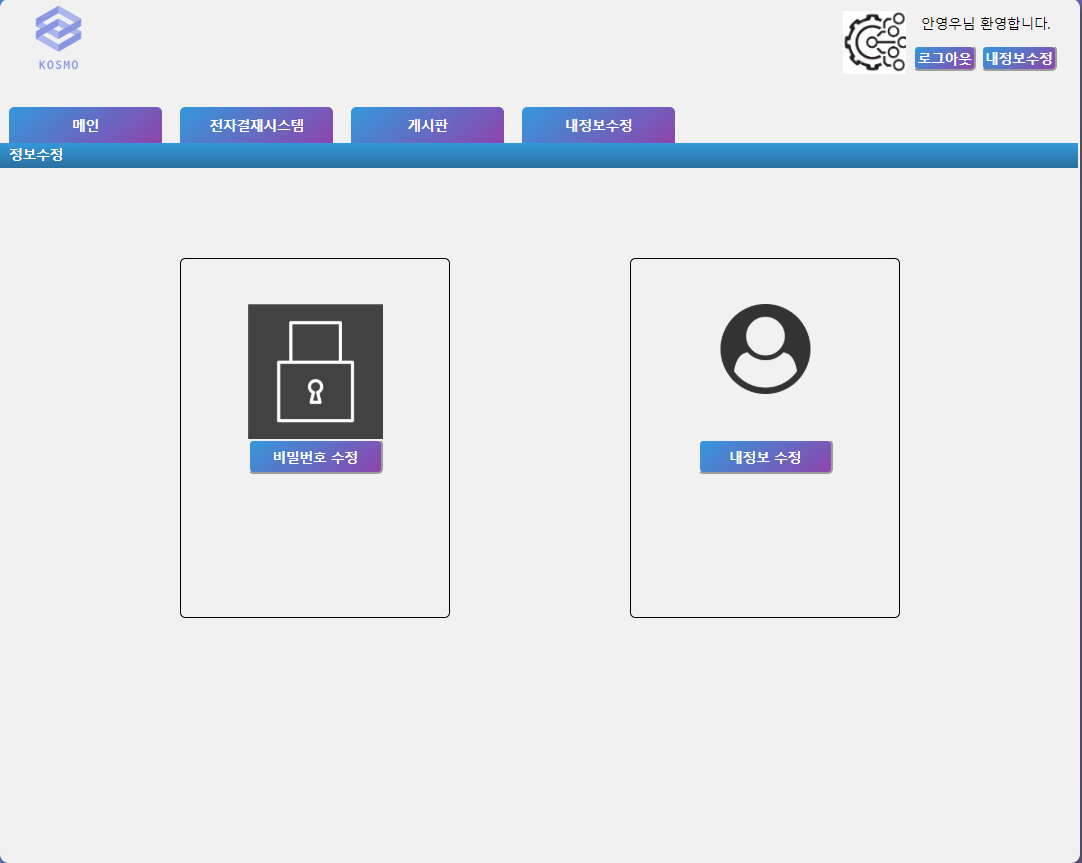 KOSMO
안영우님 환영합니다.
로그아웃 내정보수정
메인 전자결재시스템 게시판 내정보수정
정보수정
비밀번호 수정 내정보 수정